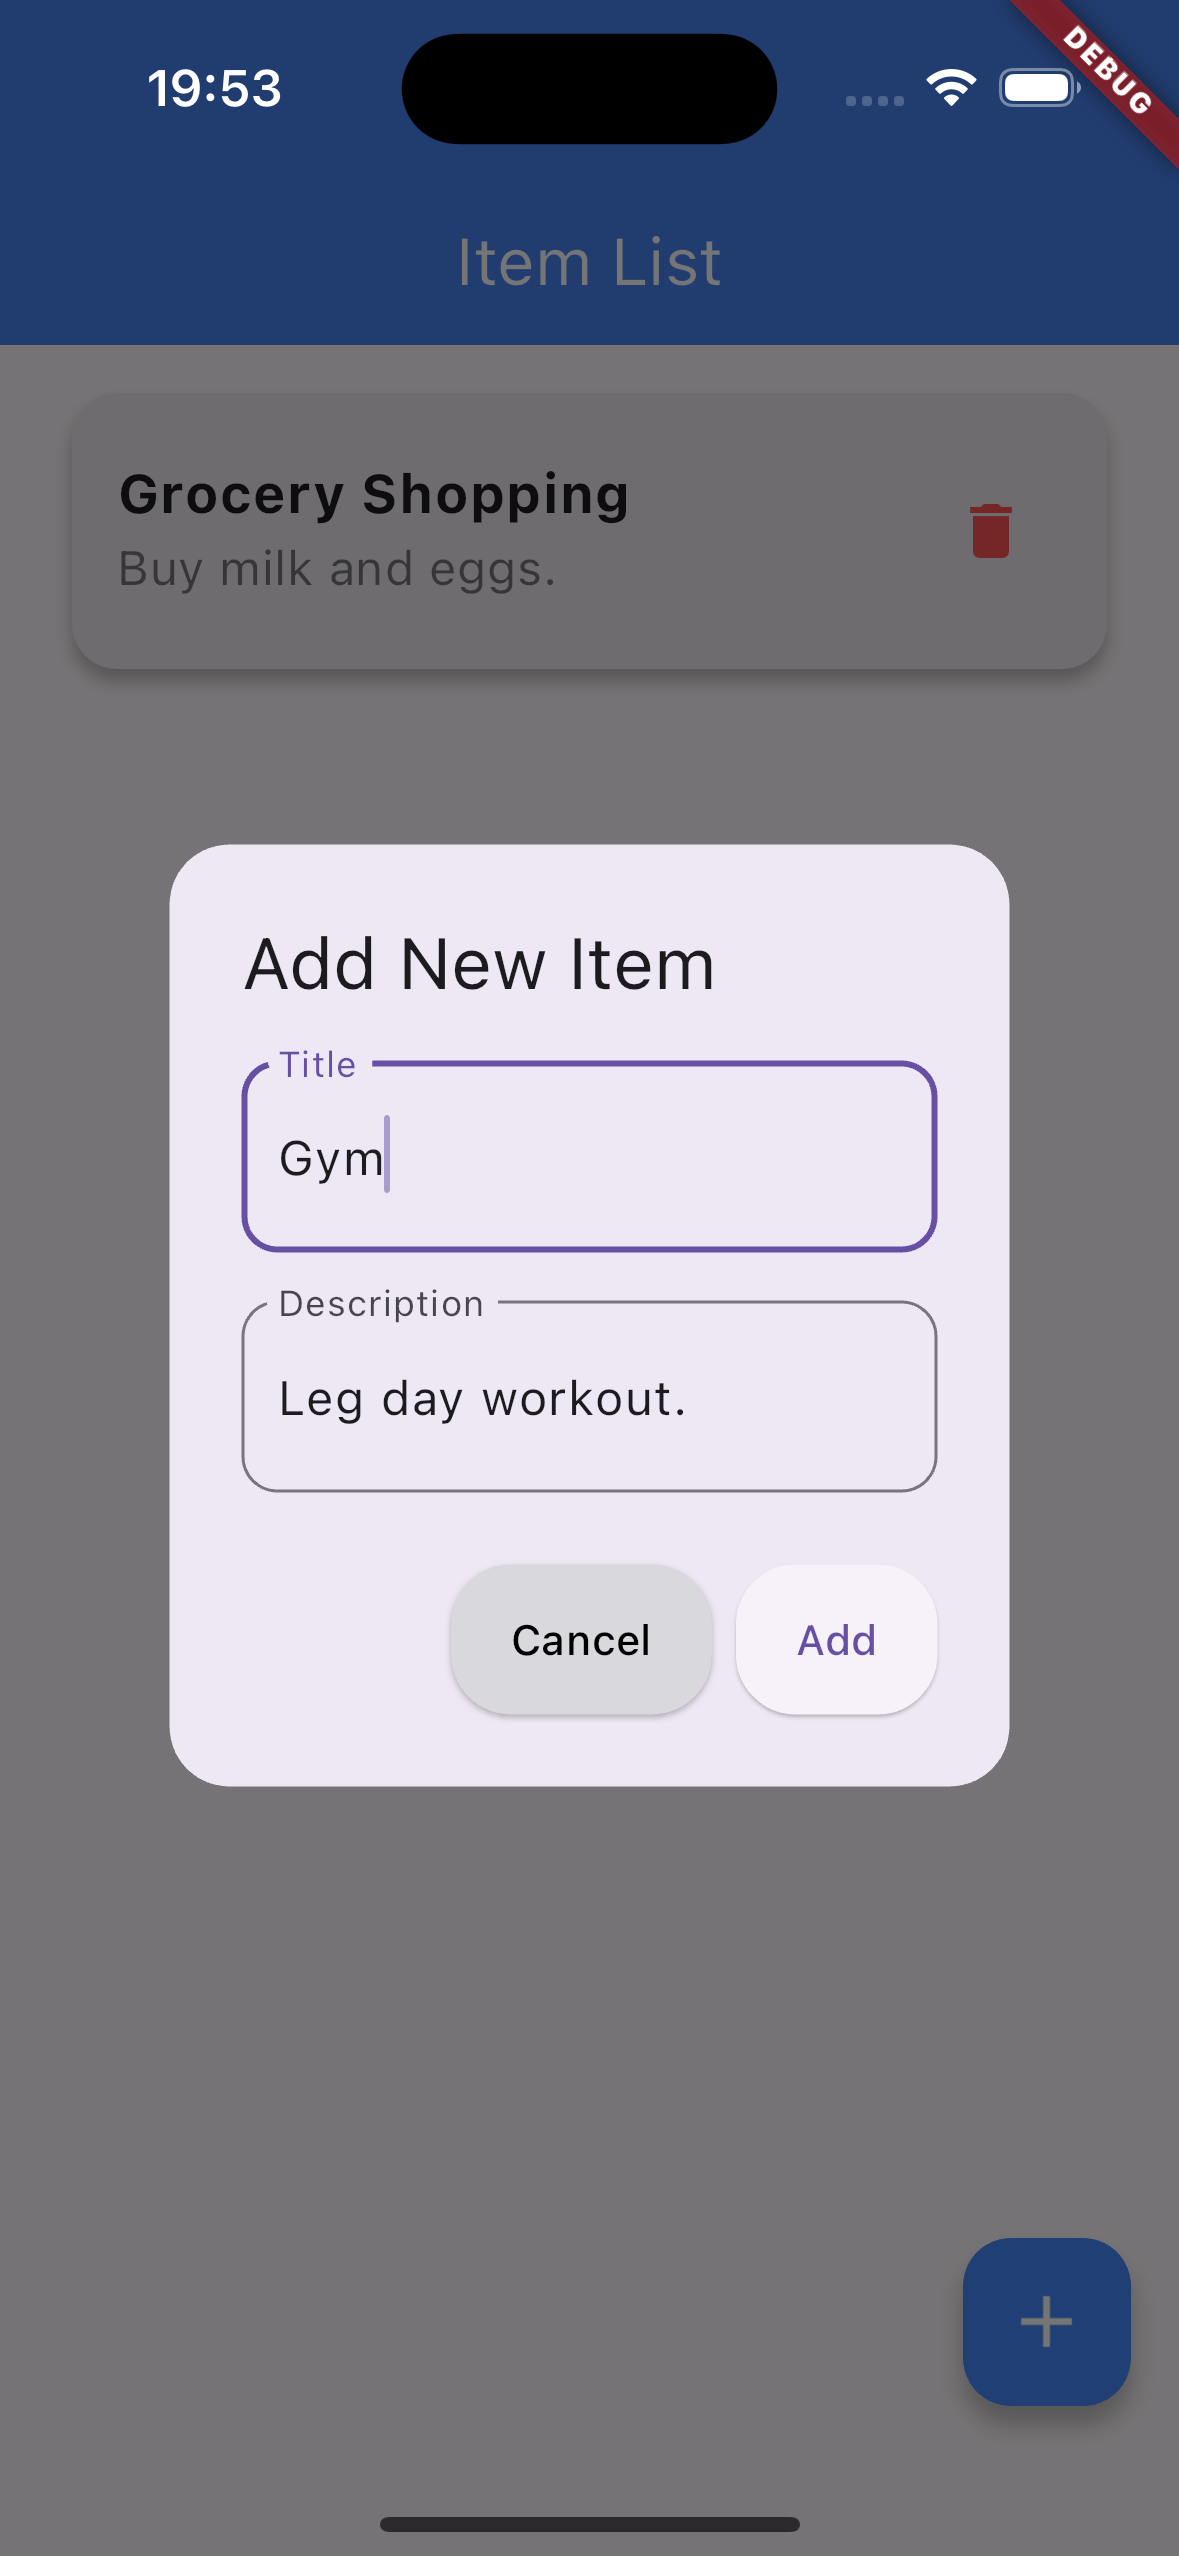 19:53
DEBUG
Item List
Grocery Shopping
Buy milk and eggs.
Add New Item
Title
Gym
Description
Leg day workout.
Cancel
Add